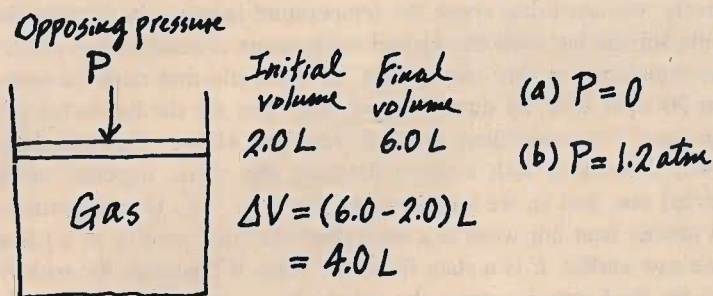 Opposing pressure
P
Gas
Initial volume
Final volume
2.0 L 6.0 L
ΔV = (6.0 - 2.0) L
= 4.0 L
(a) P = 0
(b) P = 1.2 atm